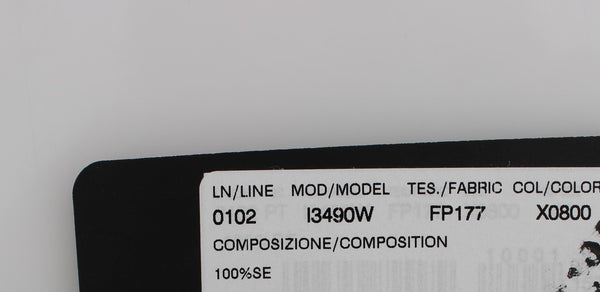 LN/LINE MOD/MODEL TES./FABRIC COL/COLOR
0102 I3490W FP177 X0800
COMPOSIZIONE/COMPOSITION
100%SE